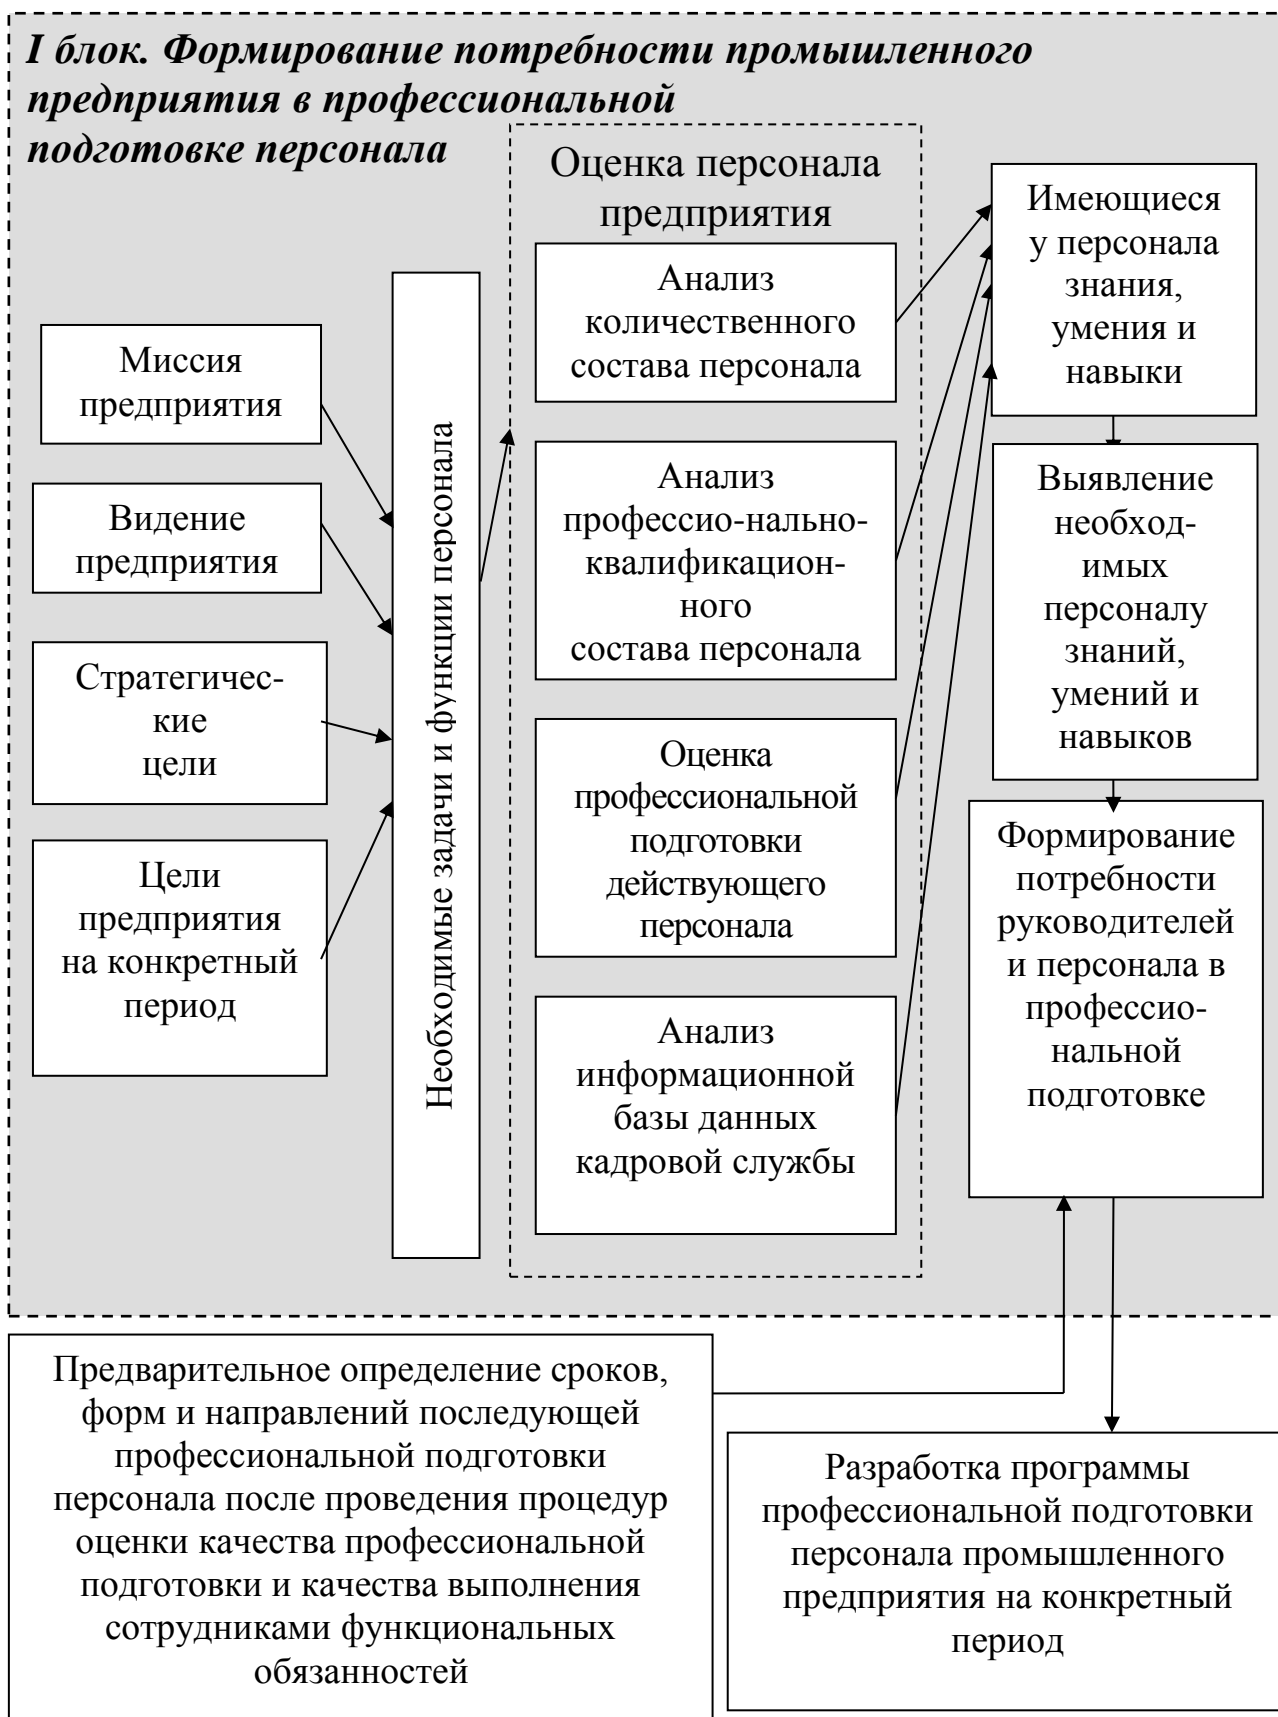 I блок. Формирование потребности промышленного
предприятия в профессиональной
подготовке персонала
Миссия
предприятия
Видение
предприятия
Стратегичес-
кие
цели
Цели
предприятия
на конкретный
период
Необходимые задачи и функции персонала
Оценка персонала
предприятия
Анализ
количественного
состава персонала
Анализ
профессио-нально-
квалификацион-
ного
состава персонала
Оценка
профессиональной
подготовки
действующего
персонала
Анализ
информационной
базы данных
кадровой службы
Имеющиеся
у персонала
знания,
умения и
навыки
Выявление
необход-
имых
персоналу
знаний,
умений и
навыков
Формирование
потребности
руководителей
и персонала в
профессио-
нальной
подготовке
Предварительное определение сроков,
форм и направлений последующей
профессиональной подготовки
персонала после проведения процедур
оценки качества профессиональной
подготовки и качества выполнения
сотрудниками функциональных
обязанностей
Разработка программы
профессиональной подготовки
персонала промышленного
предприятия на конкретный
период